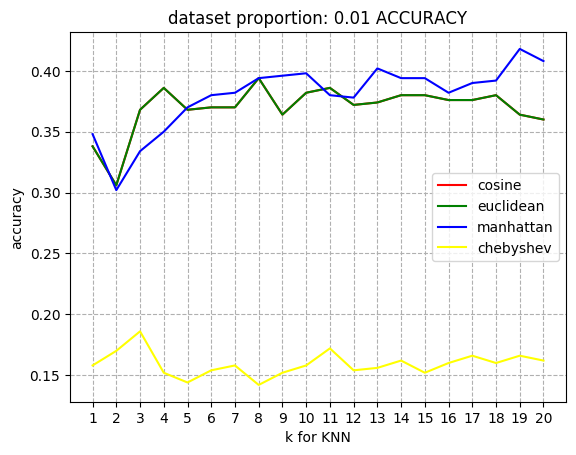 dataset proportion: 0.01 ACCURACY
accuracy
0.40
0.35
0.30
0.25
0.20
0.15
cosine
euclidean
manhattan
chebyshev
1 2 3 4 5 6 7 8 9 10 11 12 13 14 15 16 17 18 19 20
k for KNN